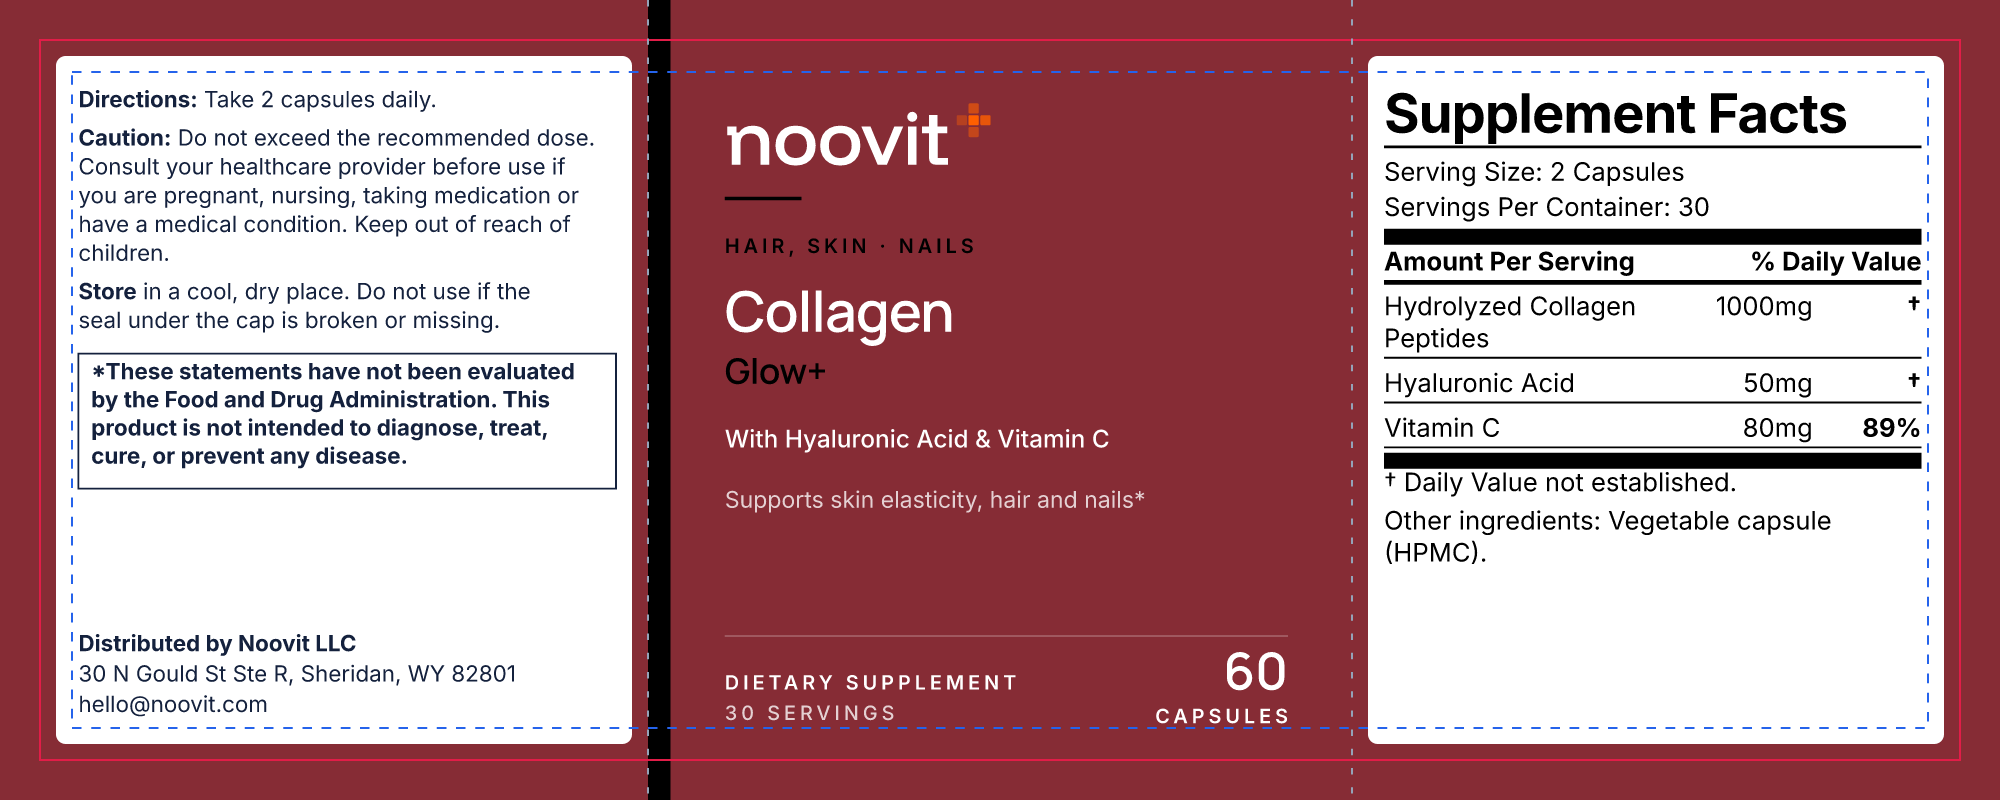 Directions: Take 2 capsules daily.
Caution: Do not exceed the recommended dose.
Consult your healthcare provider before use if
you are pregnant, nursing, taking medication or
have a medical condition. Keep out of reach of
children.
Store in a cool, dry place. Do not use if the
seal under the cap is broken or missing.
*These statements have not been evaluated
by the Food and Drug Administration. This
product is not intended to diagnose, treat,
cure, or prevent any disease.
Distributed by Noovit LLC
30 N Gould St Ste R, Sheridan, WY 82801
hello@noovit.com
noovit
HAIR, SKIN · NAILS
Collagen
Glow+
With Hyaluronic Acid & Vitamin C
Supports skin elasticity, hair and nails*
DIETARY SUPPLEMENT
30 SERVINGS
60
CAPSULES
Supplement Facts
Serving Size: 2 Capsules
Servings Per Container: 30
Amount Per Serving % Daily Value
Hydrolyzed Collagen 1000mg †
Peptides
Hyaluronic Acid 50mg †
Vitamin C 80mg 89%
† Daily Value not established.
Other ingredients: Vegetable capsule
(HPMC).